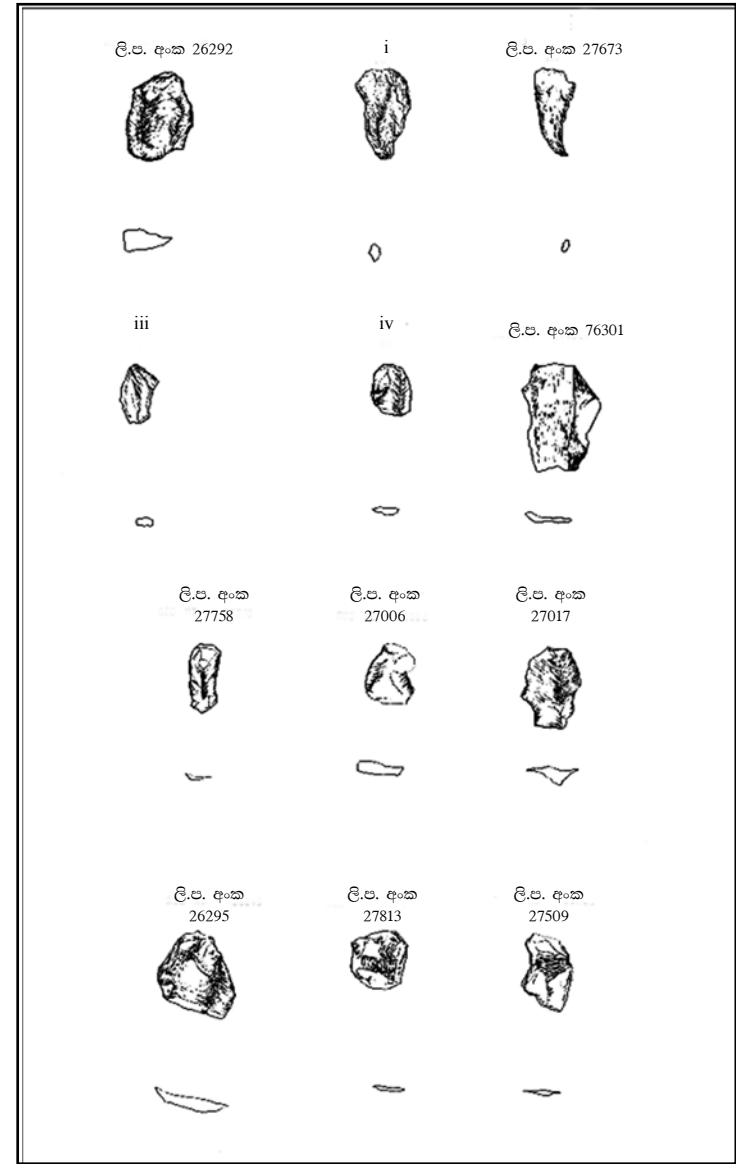 ලි.ප. අංක 26292
i
ලි.ප. අංක 27673
iii
iv
ලි.ප. අංක 76301
ලි.ප. අංක
27758
ලි.ප. අංක
27006
ලි.ප. අංක
27017
ලි.ප. අංක
26295
ලි.ප. අංක
27813
ලි.ප. අංක
27509